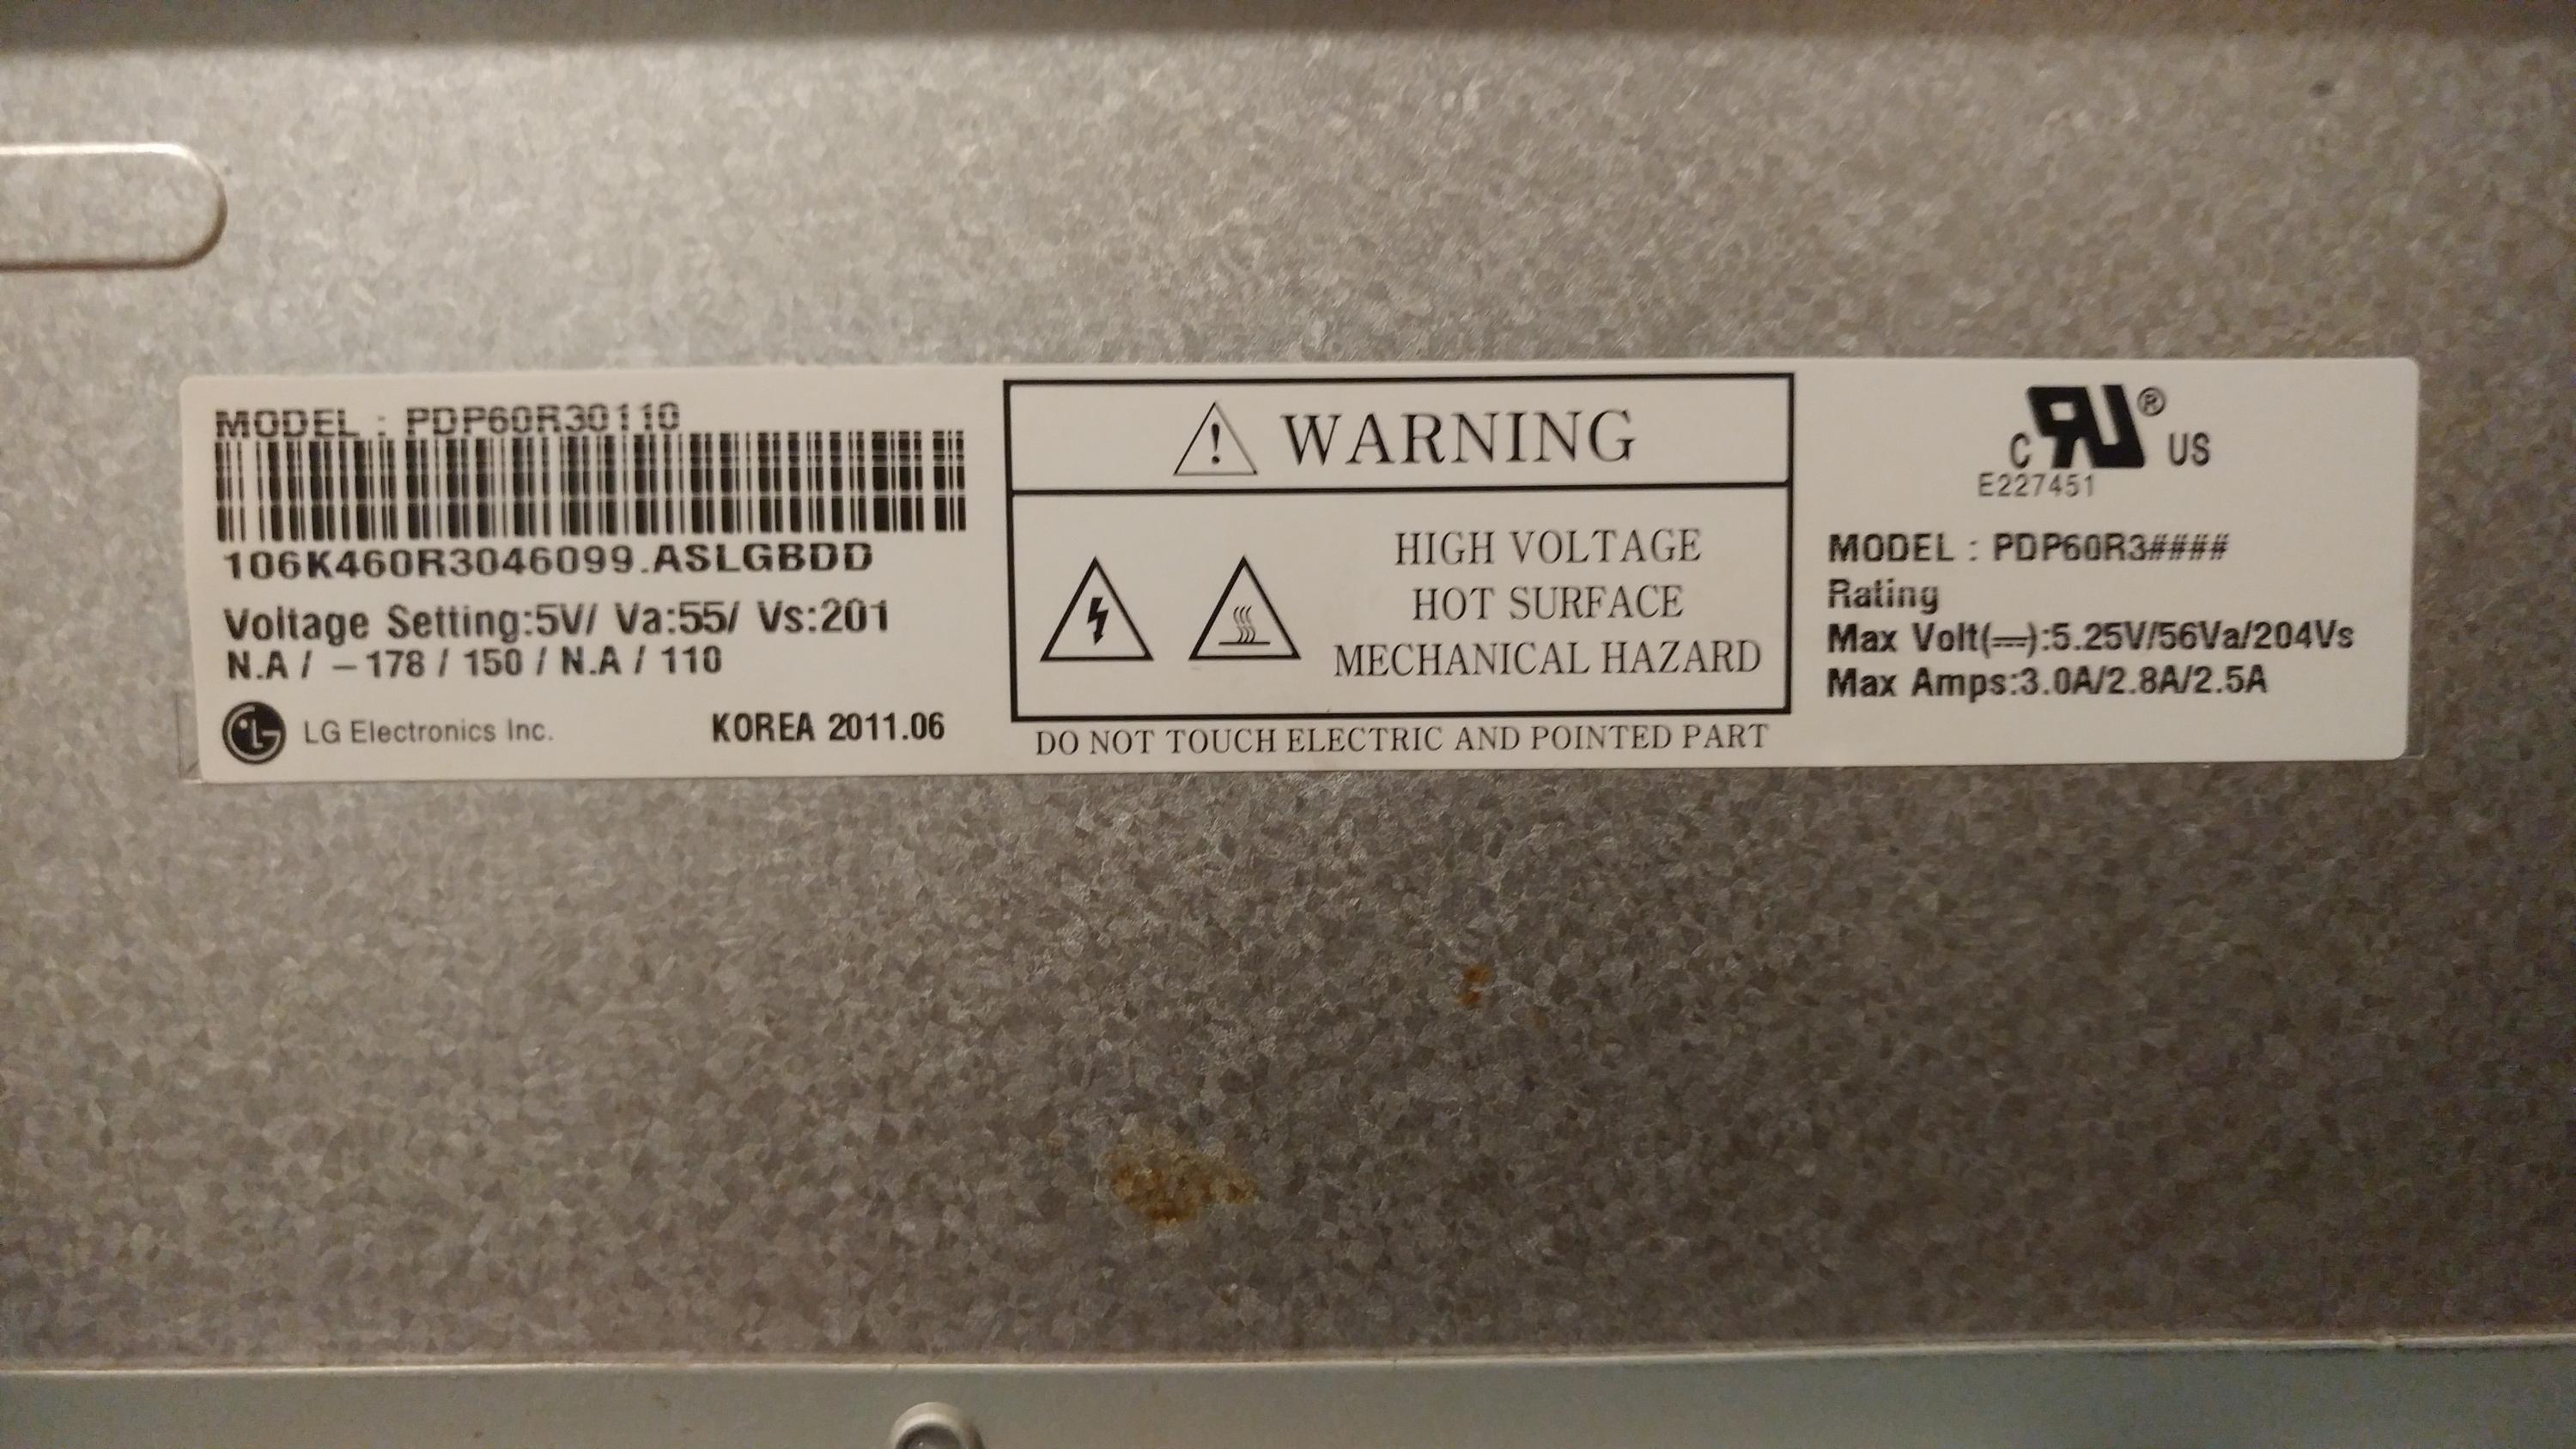 MODEL : PDP60R30110
106K460R3046099.ASLGBDD
Voltage Setting:5V/ Va:55/ Vs:201
N.A / -178 / 150 / N.A / 110
LG Electronics Inc.
KOREA 2011.06
WARNING
HIGH VOLTAGE
HOT SURFACE
MECHANICAL HAZARD
DO NOT TOUCH ELECTRIC AND POINTED PART
C RU ® US
E227451
MODEL : PDP60R3####
Rating
Max Volt(⎓):5.25V/56Va/204Vs
Max Amps:3.0A/2.8A/2.5A